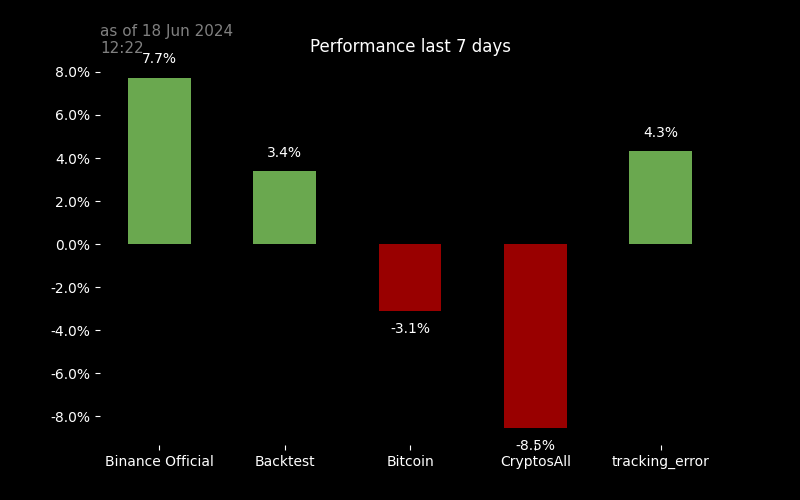 as of 18 Jun 2024
12:22
Performance last 7 days
7.7%
3.4%
-3.1%
-8.5%
4.3%
8.0%
6.0%
4.0%
2.0%
0.0%
-2.0%
-4.0%
-6.0%
-8.0%
Binance Official
Backtest
Bitcoin
CryptosAll
tracking_error